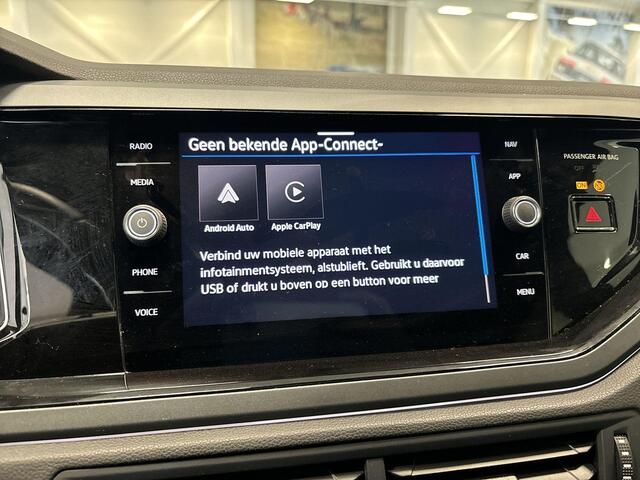 RADIO
MEDIA
PHONE
VOICE
Geen bekende App-Connect-
Android Auto
Apple CarPlay
Verbind uw mobiele apparaat met het
infotainmentsysteem, alstublieft. Gebruikt u daarvoor
USB of drukt u boven op een button voor meer
NAV
APP
CAR
MENU
PASSENGER AIR BAG
OFF
ON